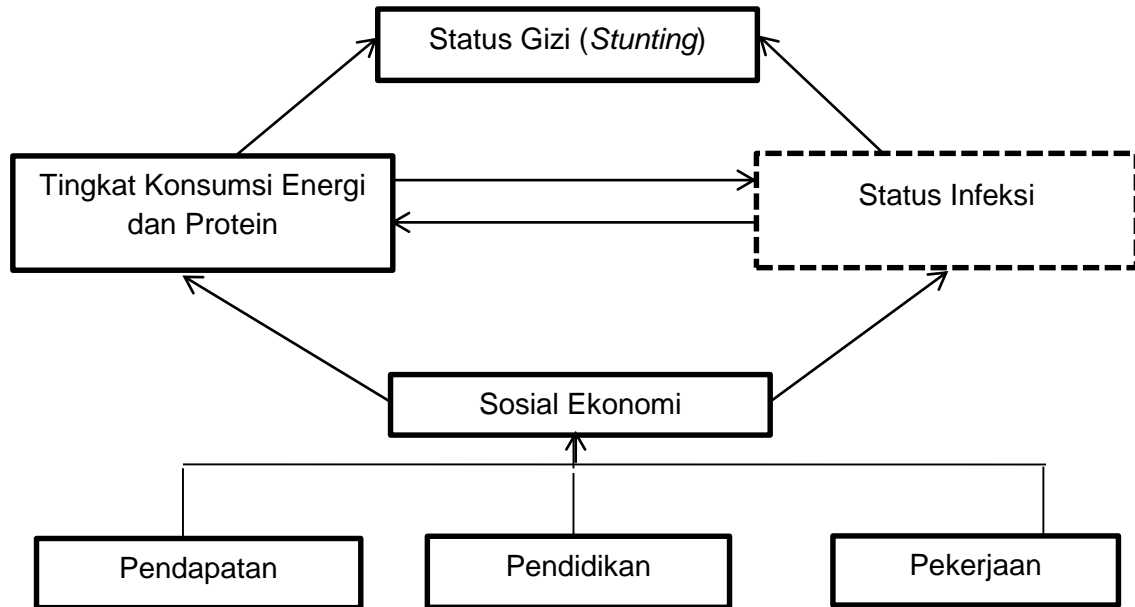 Status Gizi (Stunting)
Tingkat Konsumsi Energi
dan Protein
Status Infeksi
Sosial Ekonomi
Pendapatan
Pendidikan
Pekerjaan